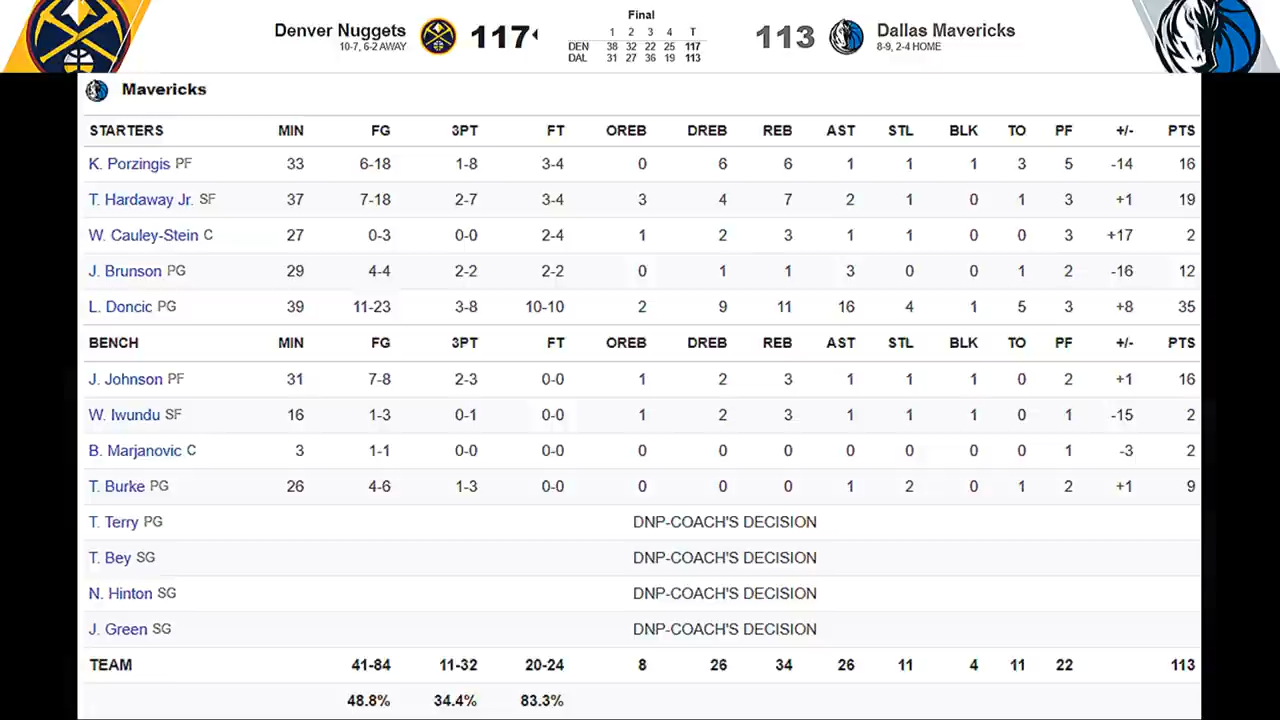 Final
Denver Nuggets 117 1 2 3 4 T 113 Dallas Mavericks
10-7, 6-2 AWAY DEN 38 32 22 25 117 8-9, 2-4 HOME
DAL 31 27 36 19 113
Mavericks
STARTERS MIN FG 3PT FT OREB DREB REB AST STL BLK TO PF +/- PTS
K. Porzingis PF 33 6-18 1-8 3-4 0 6 6 1 1 1 3 5 -14 16
T. Hardaway Jr. SF 37 7-18 2-7 3-4 3 4 7 2 1 0 1 3 +1 19
W. Cauley-Stein C 27 0-3 0-0 2-4 1 2 3 1 1 0 0 3 +17 2
J. Brunson PG 29 4-4 2-2 2-2 0 1 1 3 0 0 1 2 -16 12
L. Doncic PG 39 11-23 3-8 10-10 2 9 11 16 4 1 5 3 +8 35
BENCH MIN FG 3PT FT OREB DREB REB AST STL BLK TO PF +/- PTS
J. Johnson PF 31 7-8 2-3 0-0 1 2 3 1 1 1 0 2 +1 16
W. Iwundu SF 16 1-3 0-1 0-0 1 2 3 1 1 1 0 1 -15 2
B. Marjanovic C 3 1-1 0-0 0-0 0 0 0 0 0 0 0 1 -3 2
T. Burke PG 26 4-6 1-3 0-0 0 0 0 1 2 0 1 2 +1 9
T. Terry PG DNP-COACH'S DECISION
T. Bey SG DNP-COACH'S DECISION
N. Hinton SG DNP-COACH'S DECISION
J. Green SG DNP-COACH'S DECISION
TEAM 41-84 11-32 20-24 8 26 34 26 11 4 11 22 113
48.8% 34.4% 83.3%